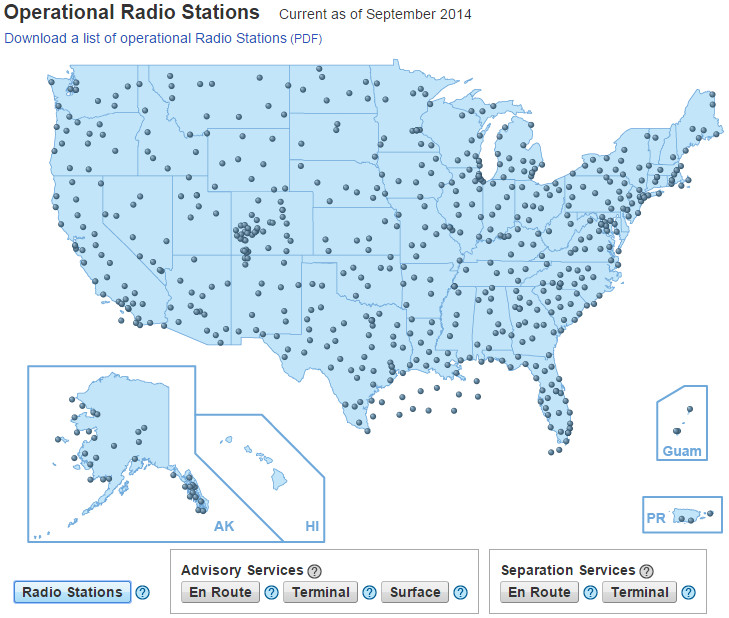 Operational Radio Stations Current as of September 2014
Download a list of operational Radio Stations (PDF)
Guam
PR
AK
HI
Advisory Services ?
Separation Services ?
Radio Stations ?
En Route ? Terminal ? Surface ?
En Route ? Terminal ?